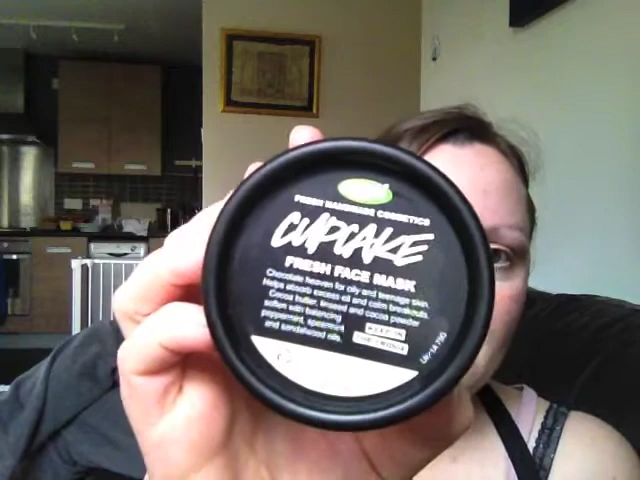 FRESH HANDMADE COSMETICS
CUPCAKE
FRESH FACE MASK
Chocolate heaven for oily and teenage skin.
Helps absorb excess oil and calm breakouts.
Cocoa butter, linseed and cocoa powder
soften with balancing
peppermint, spearmint
and sandalwood oils.